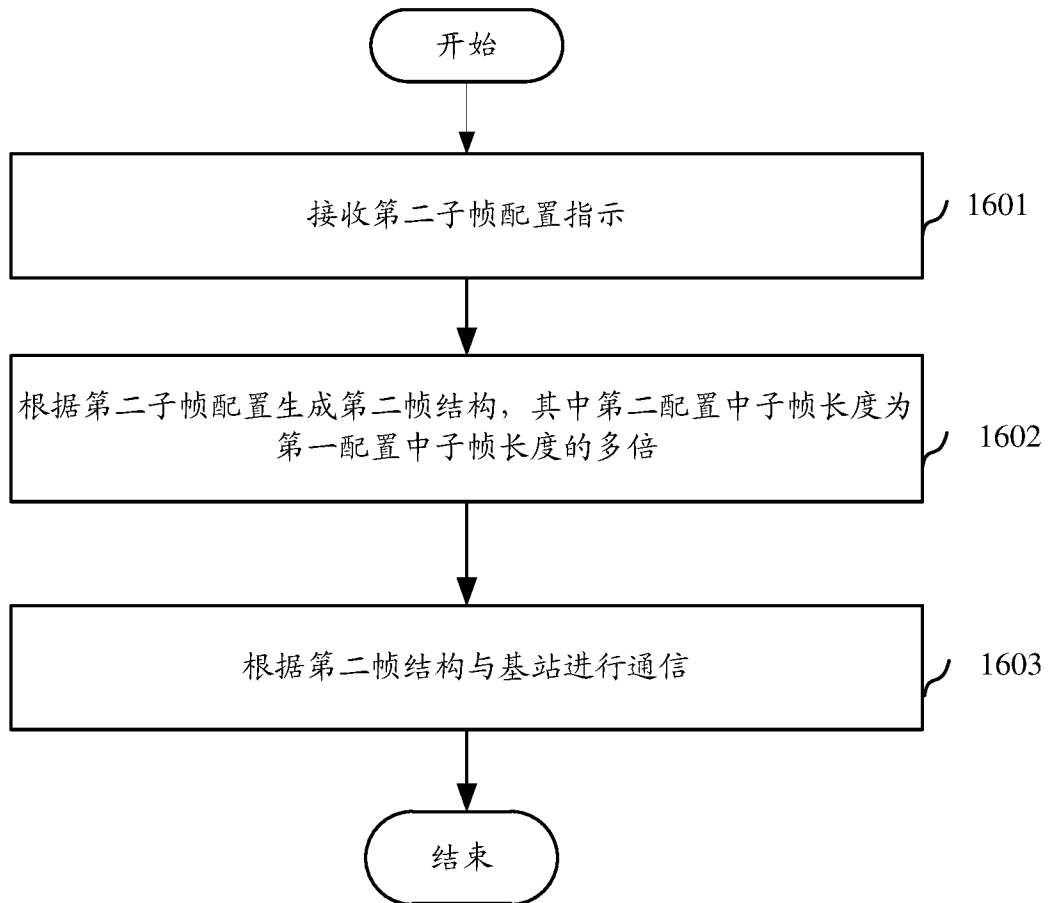 开始
接收第二子帧配置指示
1601
根据第二子帧配置生成第二帧结构，其中第二配置中子帧长度为
第一配置中子帧长度的多倍
1602
根据第二帧结构与基站进行通信
1603
结束